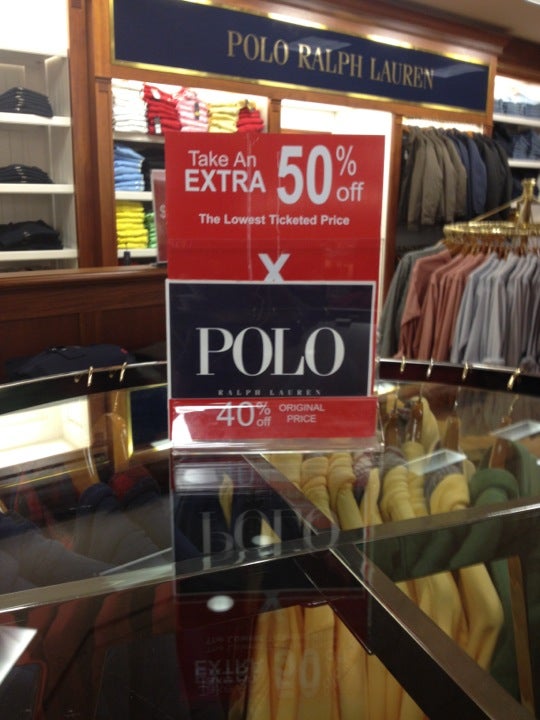 POLO RALPH LAUREN
Take An
EXTRA 50% off
The Lowest Ticketed Price
X
POLO
RALPH LAUREN
40% off ORIGINAL PRICE